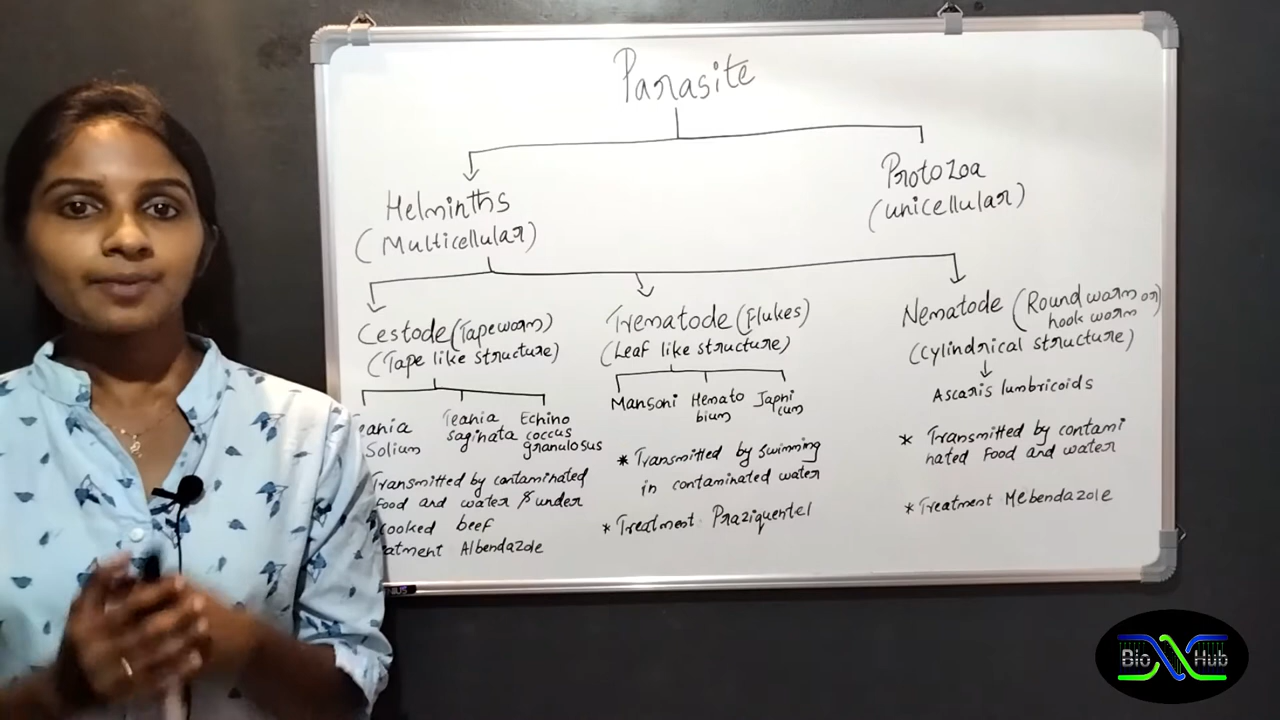 Parasite
Helminths
(Multicellular)
Protozoa
(unicellular)
Cestode (Tapeworm)
(Tape like structure)
eania
Solium
Teania
saginata
Echino
coccus
granulosus
Transmitted by contaminated
Food and water & under
cooked beef
eatment Albendazole
Trematode (Flukes)
(Leaf like structure)
Mansoni
Hemato
bium
Japni
cum
* Transmitted by swimming
in contaminated water
* Treatment Praziquentel
Nematode (Round warm or)
hook worm
(cylindrical structure)
Ascaris lumbricoids
* Transmitted by contami
nated Food and water
* Treatment Mebendazole
Bio Hub